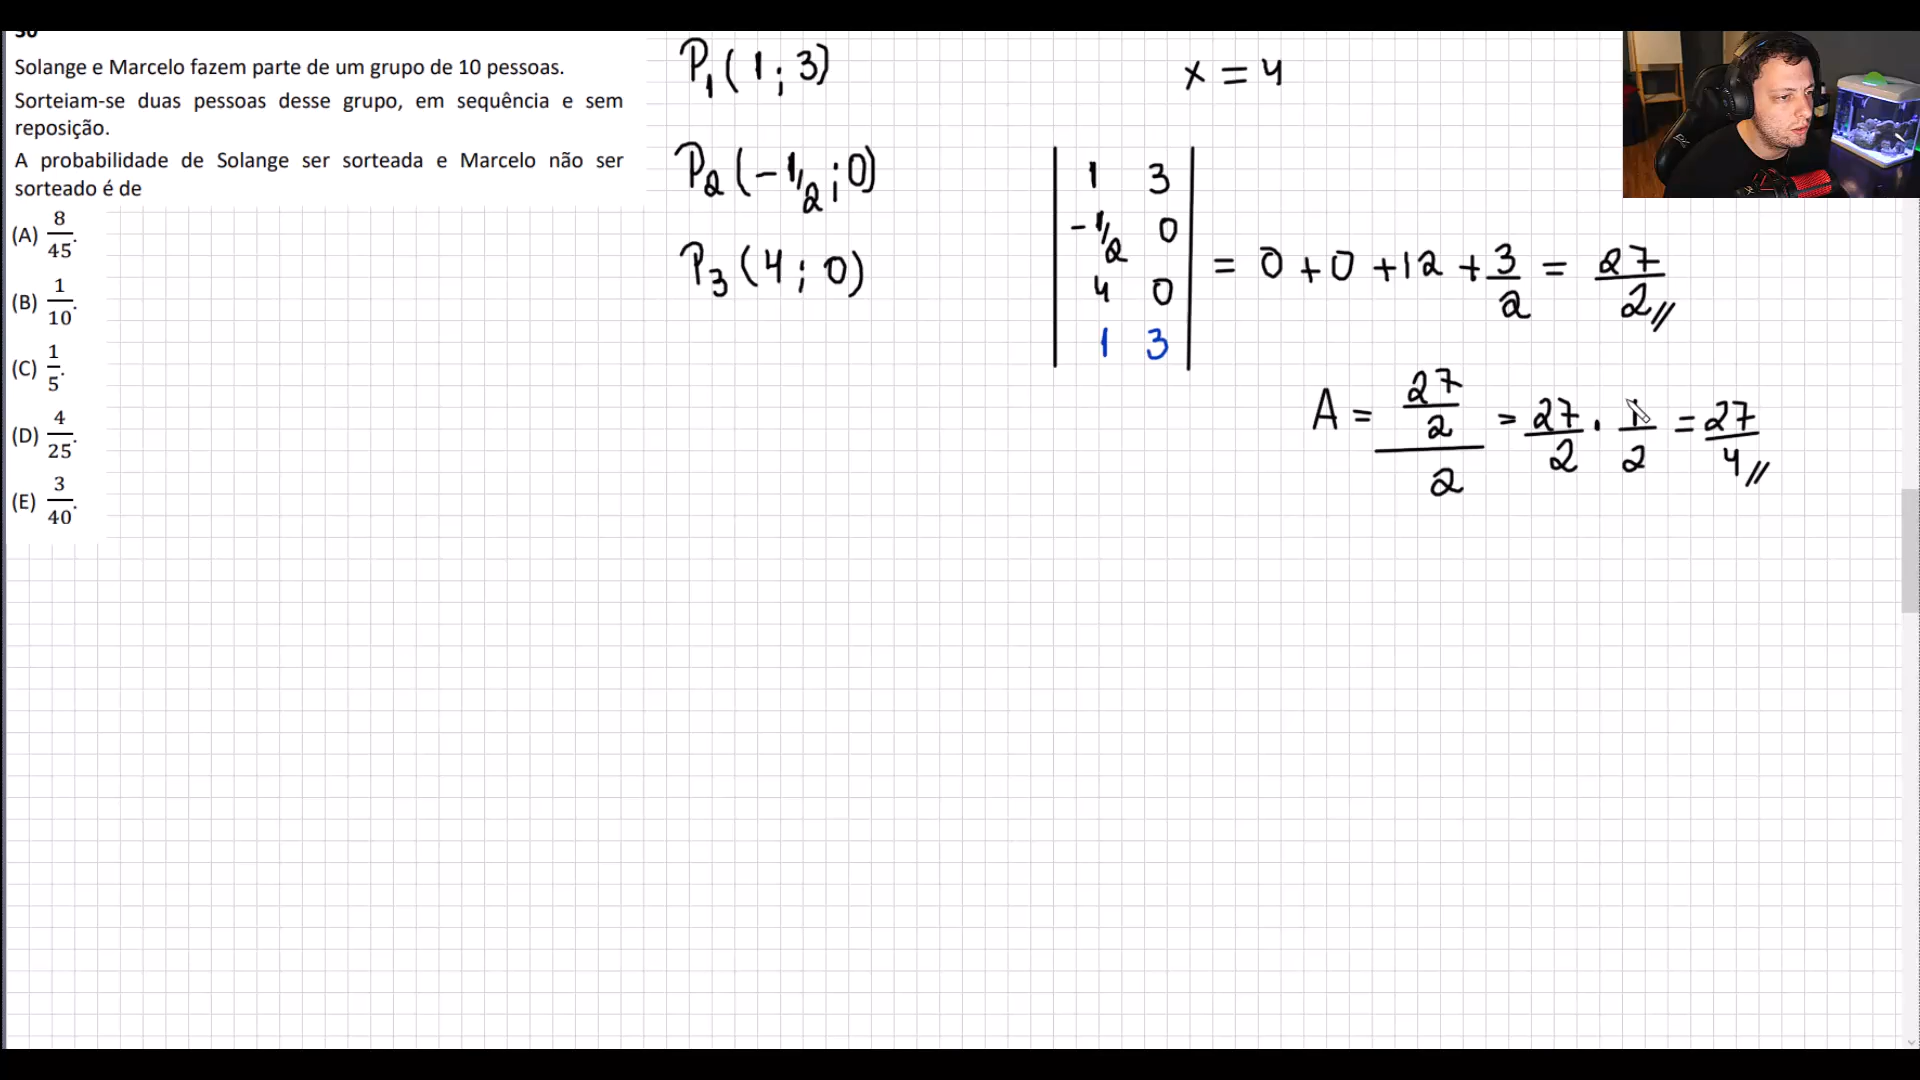 30
Solange e Marcelo fazem parte de um grupo de 10 pessoas.
Sorteiam-se duas pessoas desse grupo, em sequência e sem
reposição.
A probabilidade de Solange ser sorteada e Marcelo não ser
sorteado é de
(A) 8/45.
(B) 1/10.
(C) 1/5.
(D) 4/25.
(E) 3/40.
P₁(1;3)
P₂(-1/2;0)
P₃(4;0)
x = 4
1 3
-1/2 0
4 0
1 3
= 0 + 0 + 12 + 3/2 = 27/2//
A = 27/2/2 = 27/2 . 1/2 = 27/4//